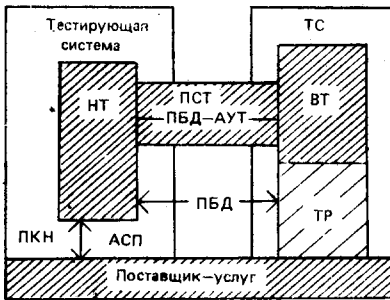 Тестирующая
система
ТС
НТ
ПСТ
ПБД—АУТ
ВТ
ПБД
ТР
ПКН
АСП
Поставщик—услуг